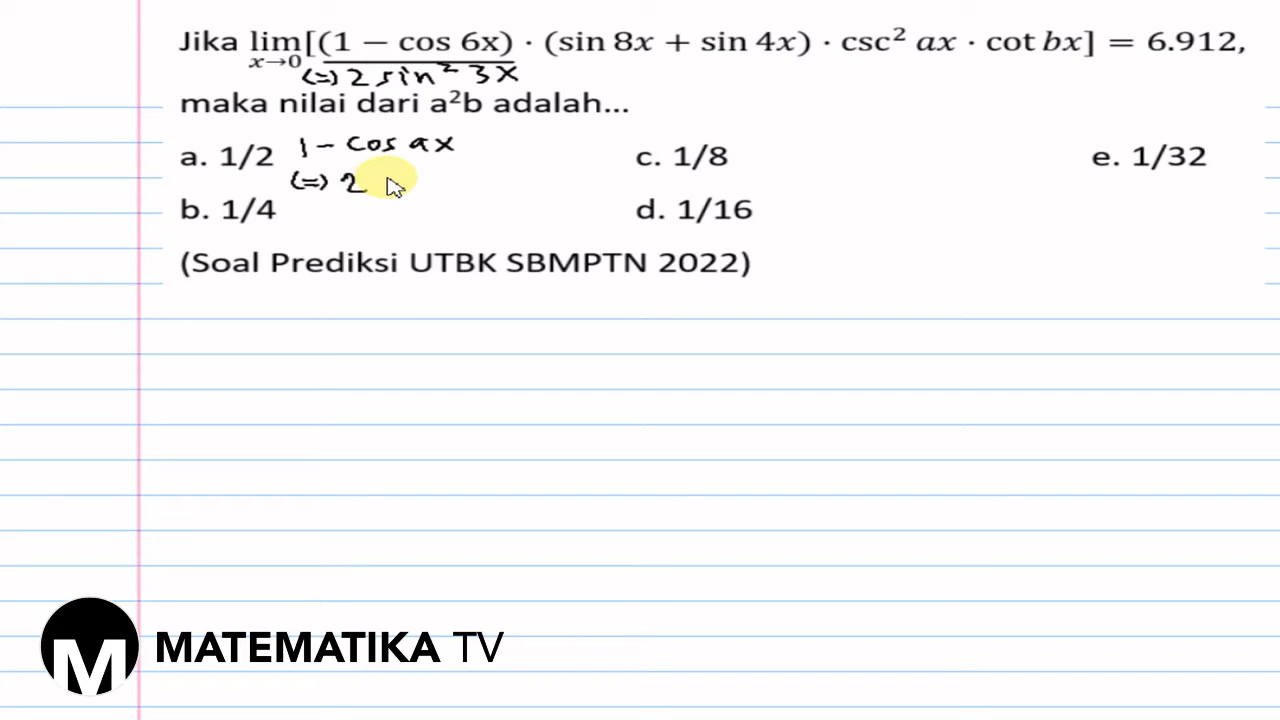 Jika lim x→0 [(1 − cos 6x) · (sin 8x + sin 4x) · csc² ax · cot bx] = 6.912,
(=) 2 sin² 3x
maka nilai dari a²b adalah...
1 − cos ax
a. 1/2 c. 1/8 e. 1/32
(=) 2
b. 1/4 d. 1/16
(Soal Prediksi UTBK SBMPTN 2022)
M MATEMATIKA TV